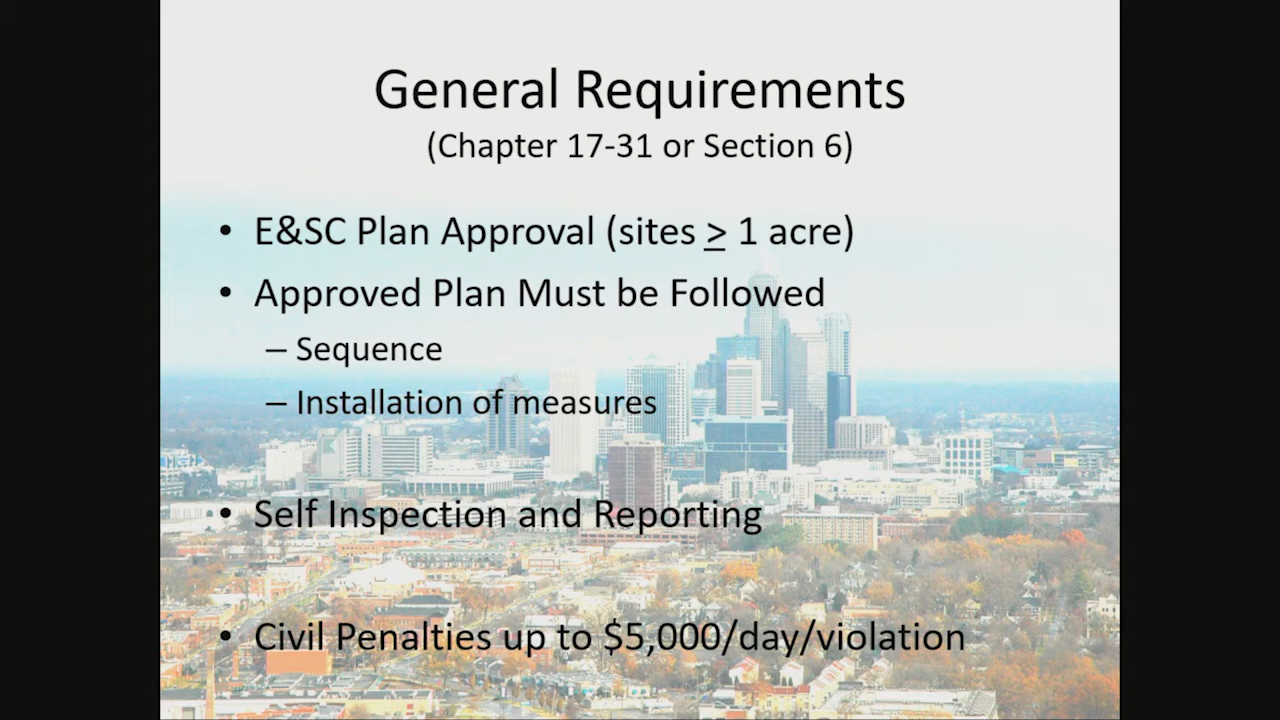 General Requirements
(Chapter 17-31 or Section 6)
• E&SC Plan Approval (sites ≥ 1 acre)
• Approved Plan Must be Followed
– Sequence
– Installation of measures
• Self Inspection and Reporting
• Civil Penalties up to $5,000/day/violation